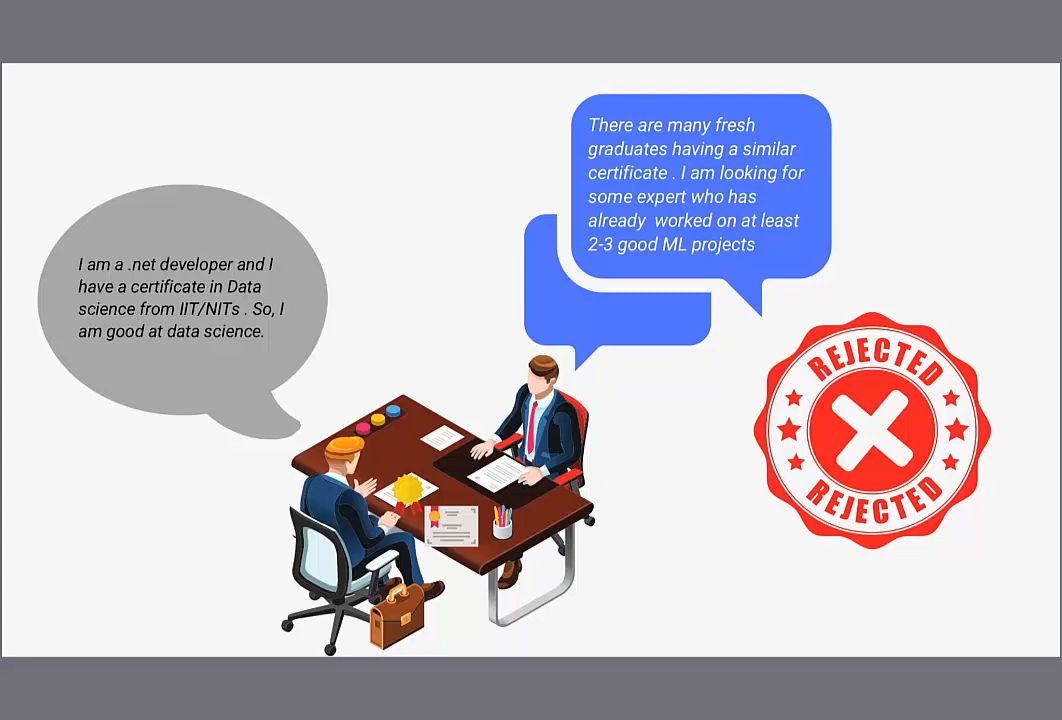 There are many fresh
graduates having a similar
certificate . I am looking for
some expert who has
already  worked on at least
2-3 good ML projects
I am a .net developer and I
have a certificate in Data
science from IIT/NITs . So, I
am good at data science.
REJECTED
REJECTED